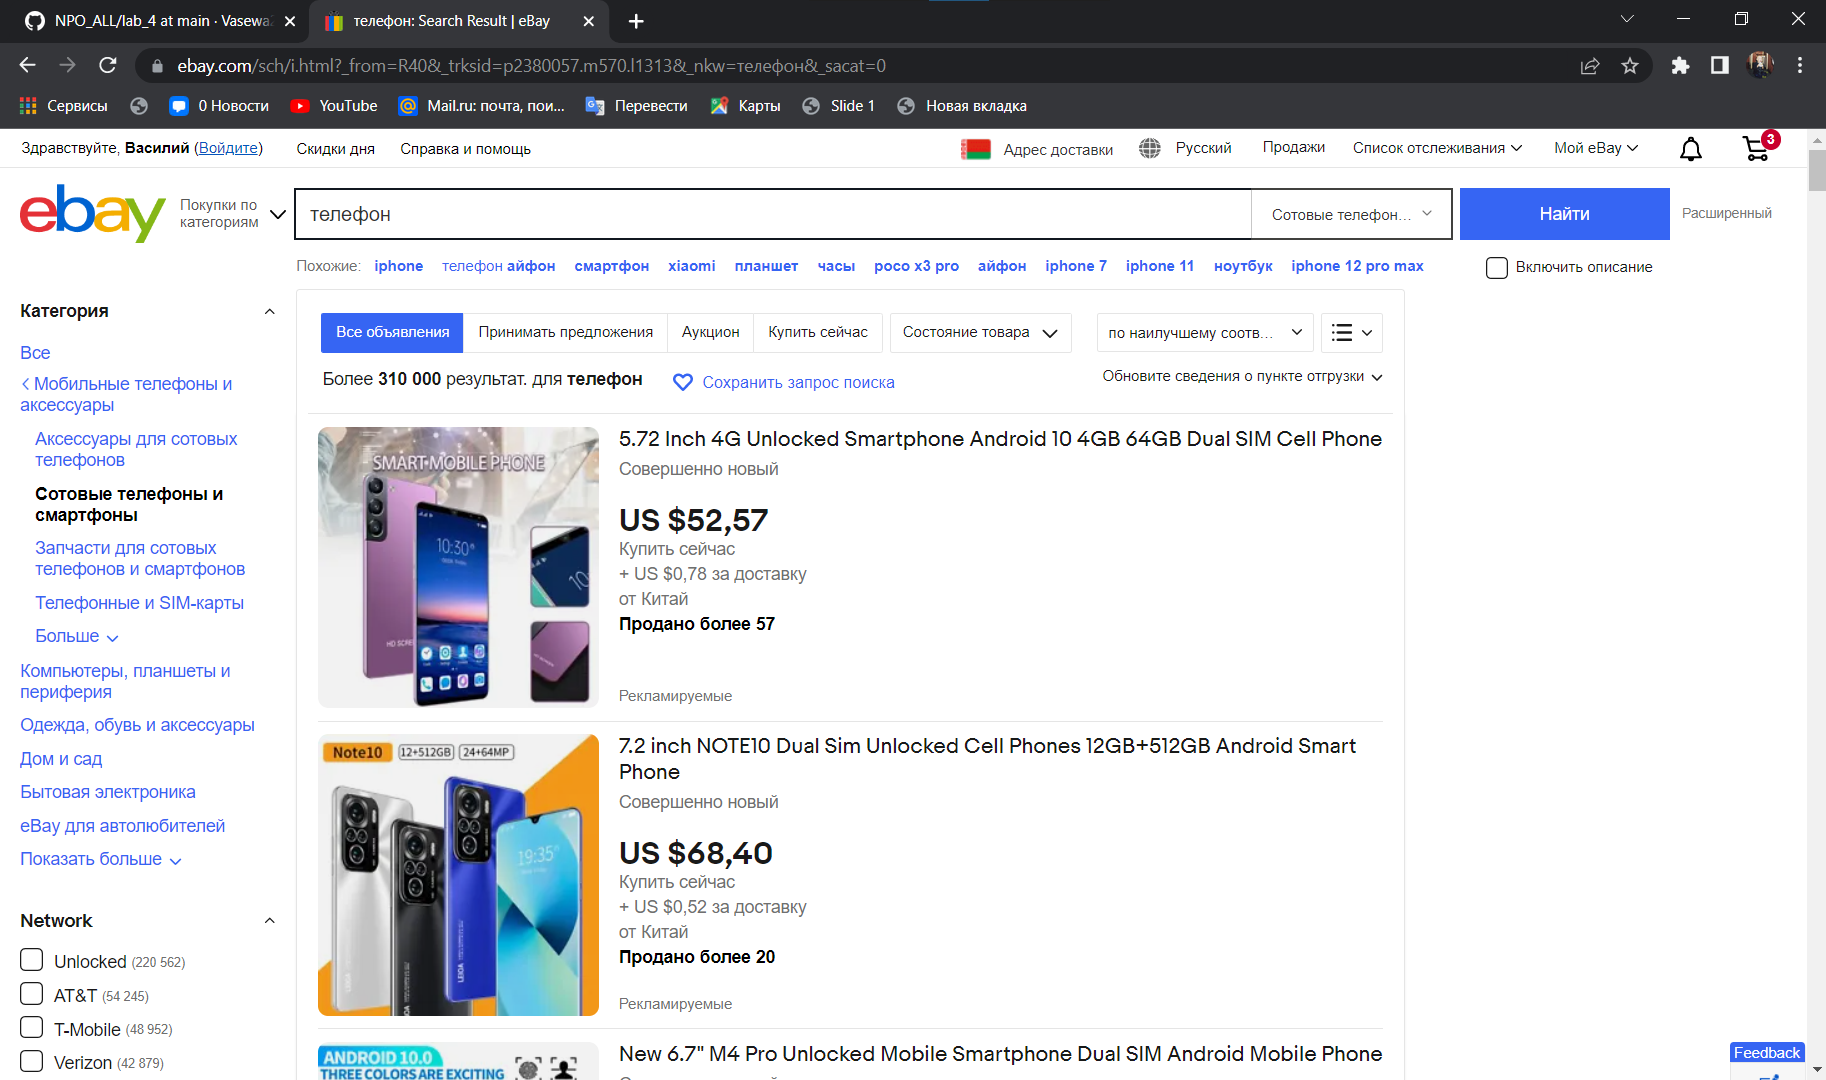 NPO_ALL/lab_4 at main · Vasewa
телефон: Search Result | eBay
ebay.com/sch/i.html?_from=R40&_trksid=p2380057.m570.l1313&_nkw=телефон&_sacat=0
Сервисы
0 Новости
YouTube
Mail.ru: почта, пои...
Перевести
Карты
Slide 1
Новая вкладка
Здравствуйте, Василий (Войдите)
Скидки дня
Справка и помощь
Адрес доставки
Русский
Продажи
Список отслеживания
Мой eBay
3
ebay
Покупки по категориям
телефон
Сотовые телефон...
Найти
Расширенный
Похожие: iphone телефон айфон смартфон xiaomi планшет часы poco x3 pro айфон iphone 7 iphone 11 ноутбук iphone 12 pro max
Включить описание
Категория
Все
Мобильные телефоны и
аксессуары
Аксессуары для сотовых
телефонов
Сотовые телефоны и
смартфоны
Запчасти для сотовых
телефонов и смартфонов
Телефонные и SIM-карты
Больше
Компьютеры, планшеты и
периферия
Одежда, обувь и аксессуары
Дом и сад
Бытовая электроника
eBay для автолюбителей
Показать больше
Network
Unlocked (220 562)
AT&T (54 245)
T-Mobile (48 952)
Verizon (42 879)
Все объявления
Принимать предложения
Аукцион
Купить сейчас
Состояние товара
по наилучшему соотв...
Более 310 000 результат. для телефон
Сохранить запрос поиска
Обновите сведения о пункте отгрузки
SMART MOBILE PHONE
10:30
HD SCREE
10
5.72 Inch 4G Unlocked Smartphone Android 10 4GB 64GB Dual SIM Cell Phone
Совершенно новый
US $52,57
Купить сейчас
+ US $0,78 за доставку
от Китай
Продано более 57
Рекламируемые
Note10 12+512GB 24+64MP
19:35
LEICA
7.2 inch NOTE10 Dual Sim Unlocked Cell Phones 12GB+512GB Android Smart
Phone
Совершенно новый
US $68,40
Купить сейчас
+ US $0,52 за доставку
от Китай
Продано более 20
Рекламируемые
ANDROID 10.0
THREE COLORS ARE EXCITING
New 6.7" M4 Pro Unlocked Mobile Smartphone Dual SIM Android Mobile Phone
Feedback